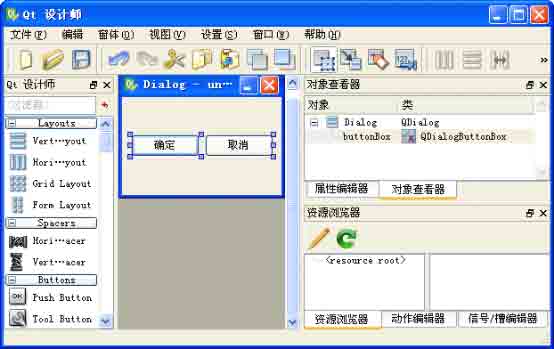 Qt 设计师
文件(F) 编辑 窗体(O) 视图(V) 设置(S) 窗口(W) 帮助(H)
Qt 设计师
过滤器
Layouts
Vert…yout
Hori…yout
Grid Layout
Form Layout
Spacers
Hori…acer
Vert…acer
Buttons
OK
Push Button
Tool Button
Dialog - un…
确定
取消
对象查看器
对象 类
Dialog QDialog
buttonBox QDialogButtonBox
属性编辑器 对象查看器
资源浏览器
<resource root>
资源浏览器 动作编辑器 信号/槽编辑器